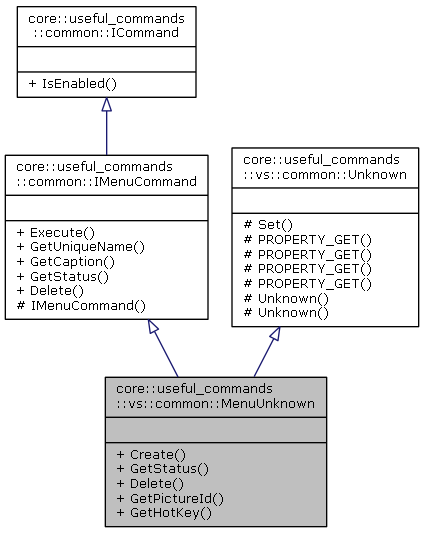 core::useful_commands
::common::ICommand
+ IsEnabled()
core::useful_commands
::common::IMenuCommand
+ Execute()
+ GetUniqueName()
+ GetCaption()
+ GetStatus()
+ Delete()
# IMenuCommand()
core::useful_commands
::vs::common::Unknown
# Set()
# PROPERTY_GET()
# PROPERTY_GET()
# PROPERTY_GET()
# PROPERTY_GET()
# Unknown()
# Unknown()
core::useful_commands
::vs::common::MenuUnknown
+ Create()
+ GetStatus()
+ Delete()
+ GetPictureId()
+ GetHotKey()